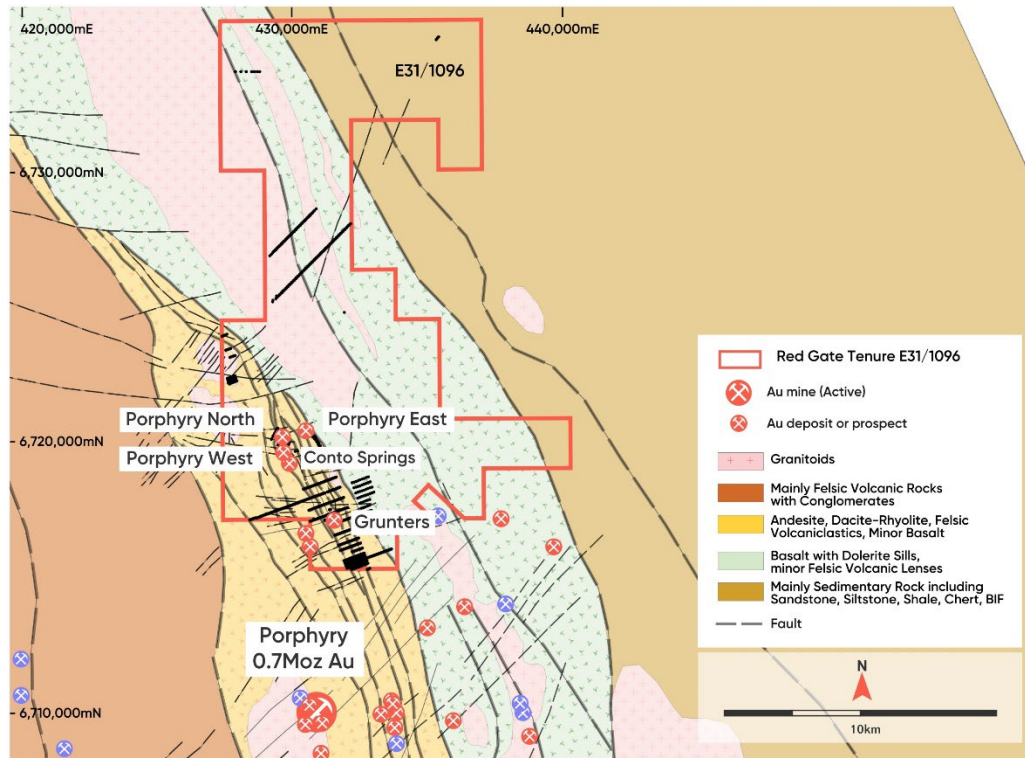 420,000mE
430,000mE
440,000mE
E31/1096
6,730,000mN
Porphyry North
Porphyry East
6,720,000mN
Porphyry West
Conto Springs
Grunters
Porphyry
0.7Moz Au
6,710,000mN
Red Gate Tenure E31/1096
Au mine (Active)
Au deposit or prospect
Granitoids
Mainly Felsic Volcanic Rocks
with Conglomerates
Andesite, Dacite-Rhyolite, Felsic
Volcaniclastics, Minor Basalt
Basalt with Dolerite Sills,
minor Felsic Volcanic Lenses
Mainly Sedimentary Rock including
Sandstone, Siltstone, Shale, Chert, BIF
Fault
N
10km